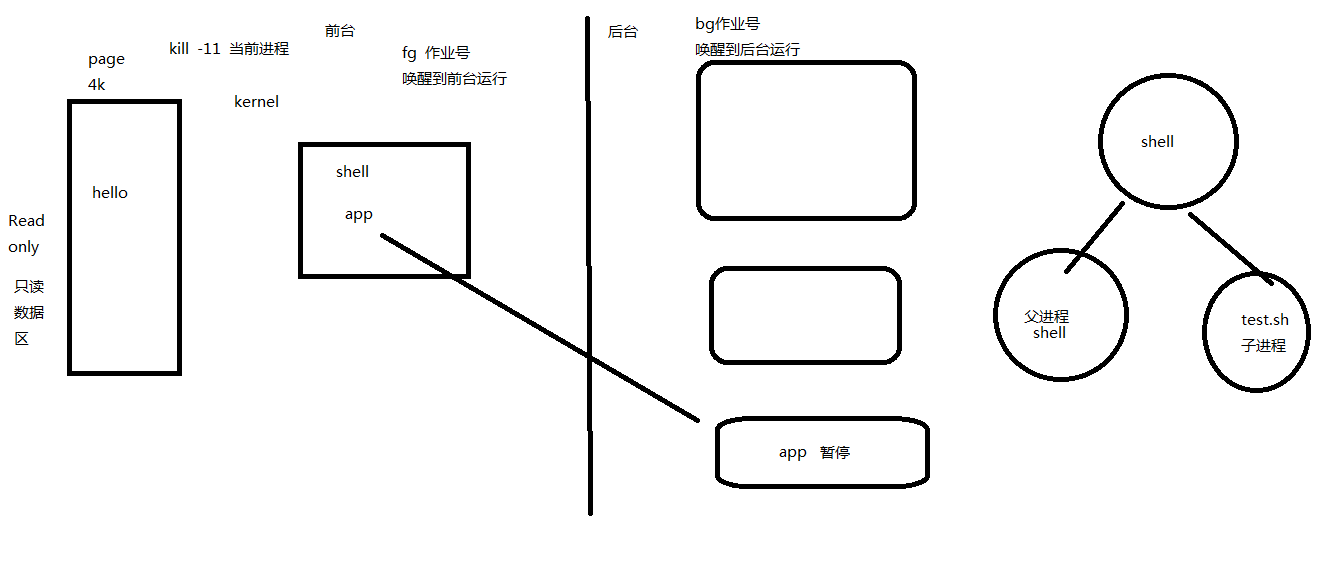 page
4k
hello
Read
only
只读
数据
区
kill -11 当前进程
kernel
前台
fg 作业号
唤醒到前台运行
shell
app
后台
bg作业号
唤醒到后台运行
app 暂停
shell
父进程
shell
test.sh
子进程